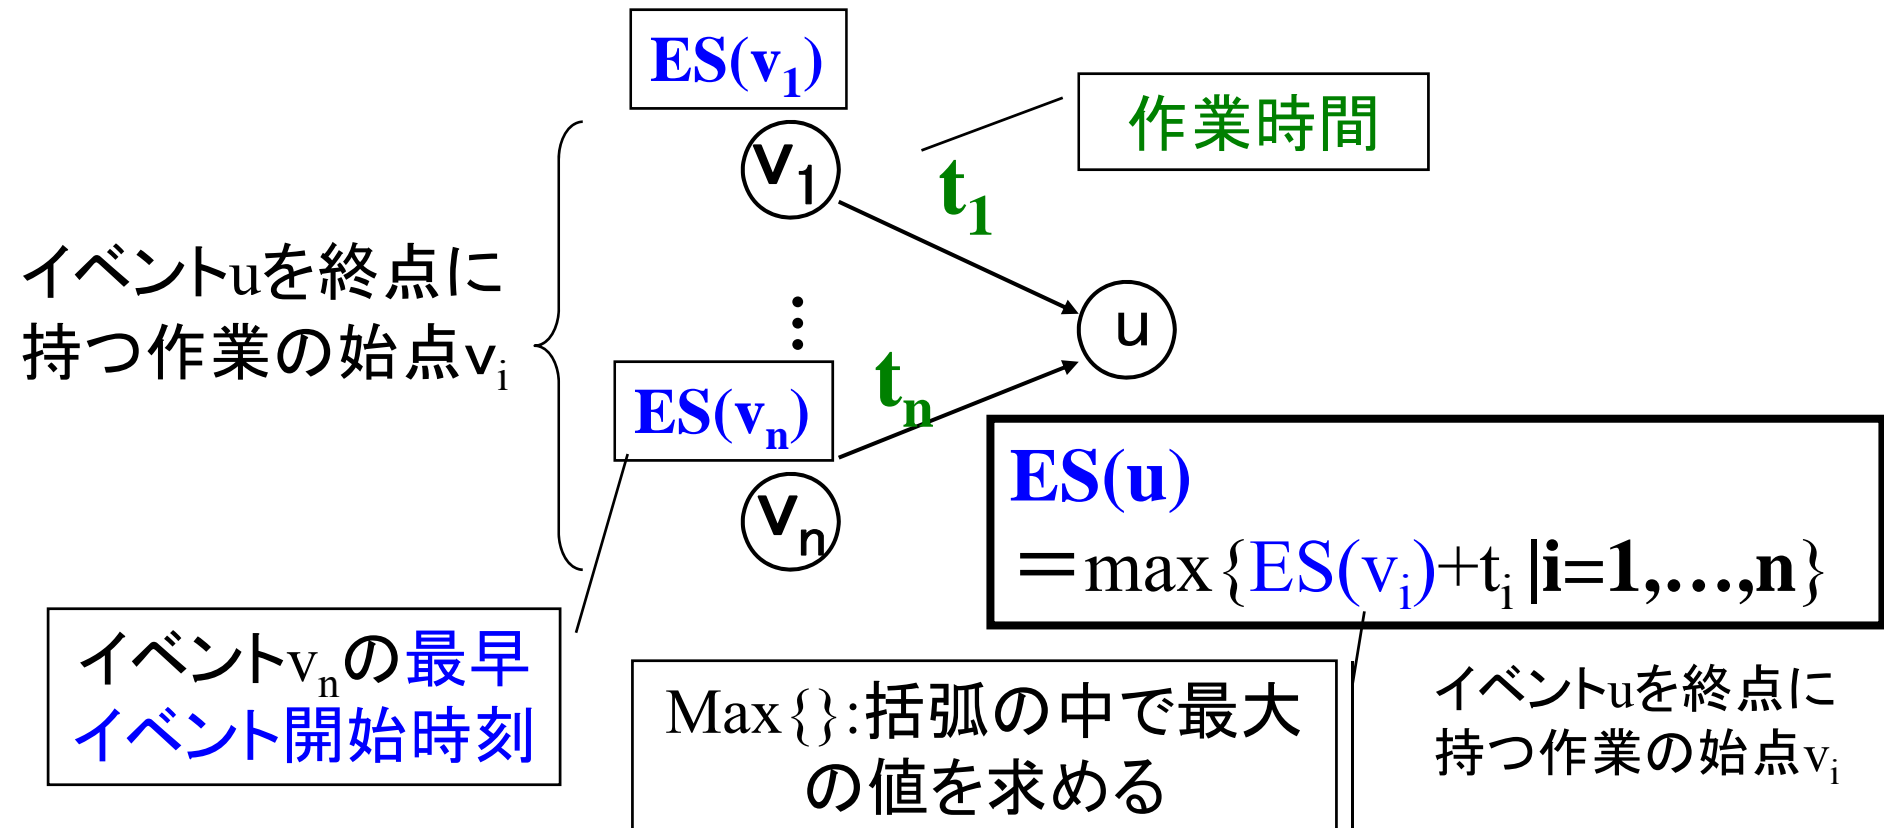 ES(v₁)
作業時間
v₁
t₁
イベントuを終点に
持つ作業の始点vᵢ
⋮
u
tₙ
ES(vₙ)
vₙ
ES(u)
=max{ES(vᵢ)+tᵢ|i=1,…,n}
イベントvₙの最早
イベント開始時刻
Max{}:括弧の中で最大
の値を求める
イベントuを終点に
持つ作業の始点vᵢ